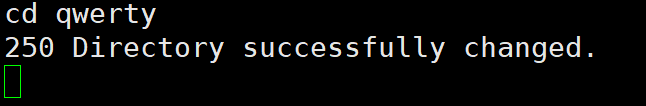 cd qwerty
250 Directory successfully changed.